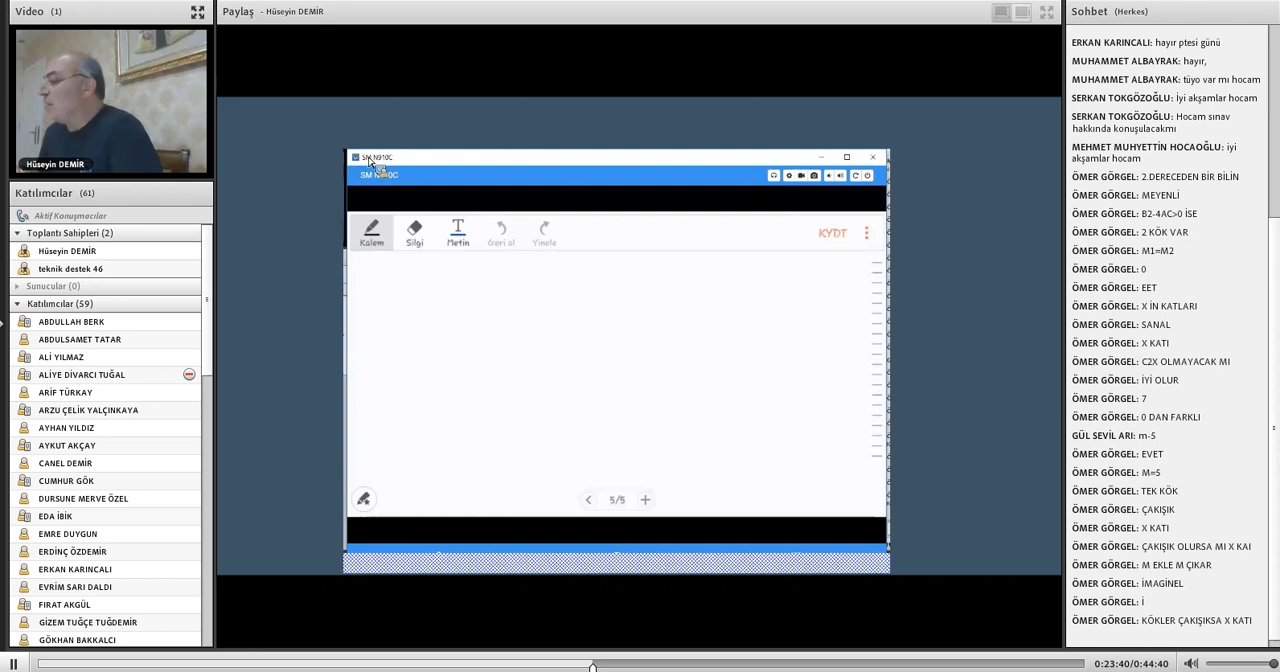 Video (1)
Hüseyin DEMİR
Katılımcılar (61)
Aktif Konuşmacılar
Toplantı Sahipleri (2)
Hüseyin DEMİR
teknik destek 46
Sunucular (0)
Katılımcılar (59)
ABDULLAH BERK
ABDULSAMET TATAR
ALİ YILMAZ
ALİYE DİVARCI TUĞAL
ARİF TÜRKAY
ARZU ÇELİK YALÇINKAYA
AYHAN YILDIZ
AYKUT AKÇAY
CANEL DEMİR
CUMHUR GÖK
DURSUNE MERVE ÖZEL
EDA İBİK
EMRE DUYGUN
ERDİNÇ ÖZDEMİR
ERKAN KARINCALI
EVRİM SARI DALDI
FIRAT AKGÜL
GİZEM TUĞÇE TUĞDEMİR
GÖKHAN BAKKALCI
Paylaş - Hüseyin DEMİR
SM N910C
SM N910C
Kalem
Silgi
Metin
Geri al
Yinele
KYDT
5/5
Sohbet (Herkes)
ERKAN KARINCALI: hayır ptesi günü
MUHAMMET ALBAYRAK: hayır,
MUHAMMET ALBAYRAK: tüyo var mı hocam
SERKAN TOKGÖZOĞLU: İyi akşamlar hocam
SERKAN TOKGÖZOĞLU: Hocam sınav
hakkında konuşulacakmı
MEHMET MUHYETTİN HOCAOĞLU: iyi
akşamlar hocam
ÖMER GÖRGEL: 2.DERECEDEN BİR BİLİN
ÖMER GÖRGEL: MEYENLİ
ÖMER GÖRGEL: B2-4AC>0 İSE
ÖMER GÖRGEL: 2 KÖK VAR
ÖMER GÖRGEL: M1=M2
ÖMER GÖRGEL: 0
ÖMER GÖRGEL: EET
ÖMER GÖRGEL: X İN KATLARI
ÖMER GÖRGEL: SANAL
ÖMER GÖRGEL: X KATI
ÖMER GÖRGEL: C2X OLMAYACAK MI
ÖMER GÖRGEL: İYİ OLUR
ÖMER GÖRGEL: 7
ÖMER GÖRGEL: 0 DAN FARKLI
GÜL SEVİL ARI: m-5
ÖMER GÖRGEL: EVET
ÖMER GÖRGEL: M=5
ÖMER GÖRGEL: TEK KÖK
ÖMER GÖRGEL: ÇAKIŞIK
ÖMER GÖRGEL: X KATI
ÖMER GÖRGEL: ÇAKIŞIK OLURSA MI X KAI
ÖMER GÖRGEL: M EKLE M ÇIKAR
ÖMER GÖRGEL: İMAGİNEL
ÖMER GÖRGEL: İ
ÖMER GÖRGEL: KÖKLER ÇAKIŞIKSA X KATI
0:23:40/0:44:40